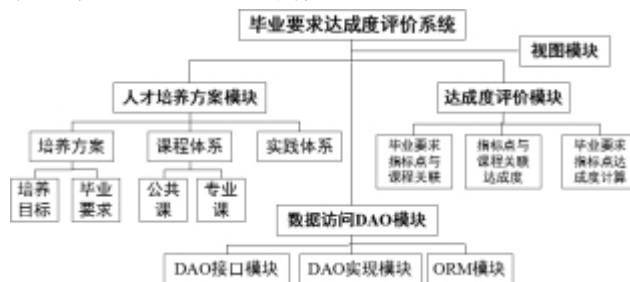 毕业要求达成度评价系统
视图模块
人才培养方案模块
达成度评价模块
培养方案
课程体系
实践体系
毕业要求
指标点与
课程关联
指标点与
课程关联
达成度
毕业要求
指标点达
成度计算
培养
目标
毕业
要求
公共
课
专业
课
数据访问DAO模块
DAO接口模块
DAO实现模块
ORM模块